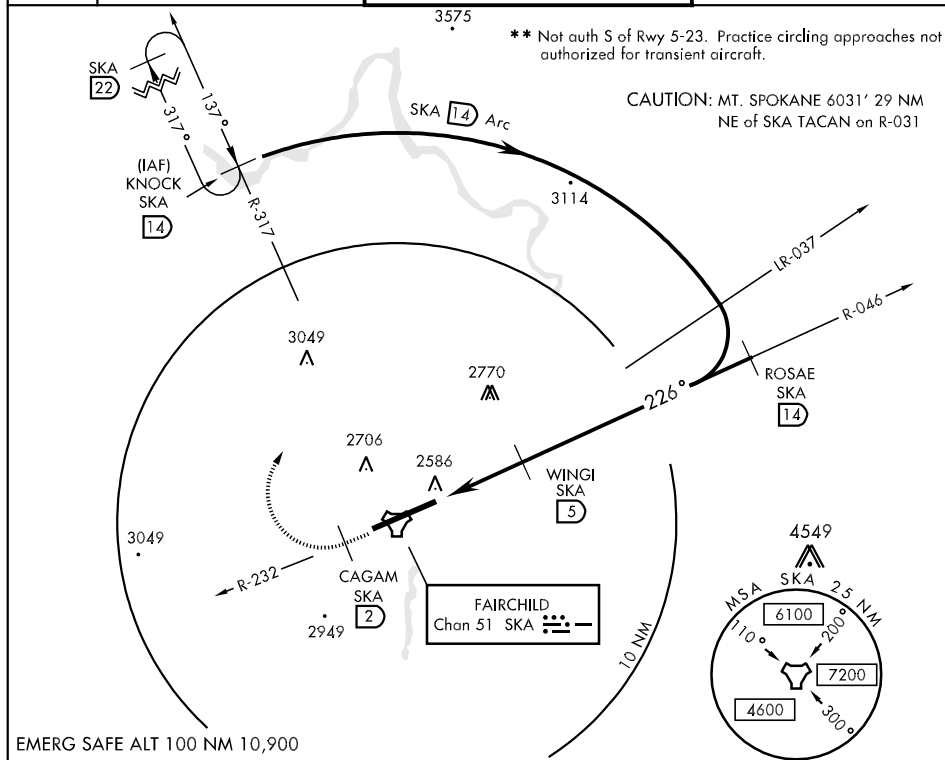 3575
** Not auth S of Rwy 5-23. Practice circling approaches not
authorized for transient aircraft.
CAUTION: MT. SPOKANE 6031' 29 NM
NE of SKA TACAN on R-031
SKA
22
137°
317°
SKA 14 Arc
(IAF)
KNOCK
SKA
14
R-317
3114
LR-037
R-046
3049
2770
226°
ROSAE
SKA
14
2706
2586
WINGI
SKA
5
3049
R-232
CAGAM
SKA
2
2949
FAIRCHILD
Chan 51 SKA
10 NM
4549
MSA SKA 25 NM
6100
110°
200°
7200
4600
300°
EMERG SAFE ALT 100 NM 10,900